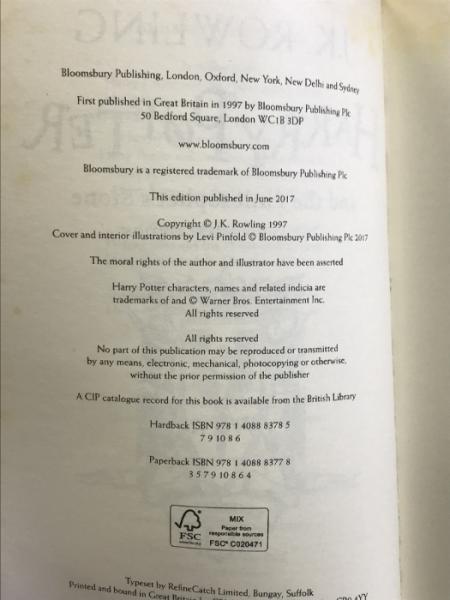 Bloomsbury Publishing, London, Oxford, New York, New Delhi and Sydney
First published in Great Britain in 1997 by Bloomsbury Publishing Plc
50 Bedford Square, London WC1B 3DP
www.bloomsbury.com
Bloomsbury is a registered trademark of Bloomsbury Publishing Plc
This edition published in June 2017
Copyright © J.K. Rowling 1997
Cover and interior illustrations by Levi Pinfold © Bloomsbury Publishing Plc 2017
The moral rights of the author and illustrator have been asserted
Harry Potter characters, names and related indicia are
trademarks of and © Warner Bros. Entertainment Inc.
All rights reserved
All rights reserved
No part of this publication may be reproduced or transmitted
by any means, electronic, mechanical, photocopying or otherwise,
without the prior permission of the publisher
A CIP catalogue record for this book is available from the British Library
Hardback ISBN 978 1 4088 8378 5
7 9 10 8 6
Paperback ISBN 978 1 4088 8377 8
3 5 7 9 10 8 6 4
FSC
MIX
Paper from
responsible sources
FSC® C020471
Typeset by RefineCatch Limited, Bungay, Suffolk
Printed and bound in Great